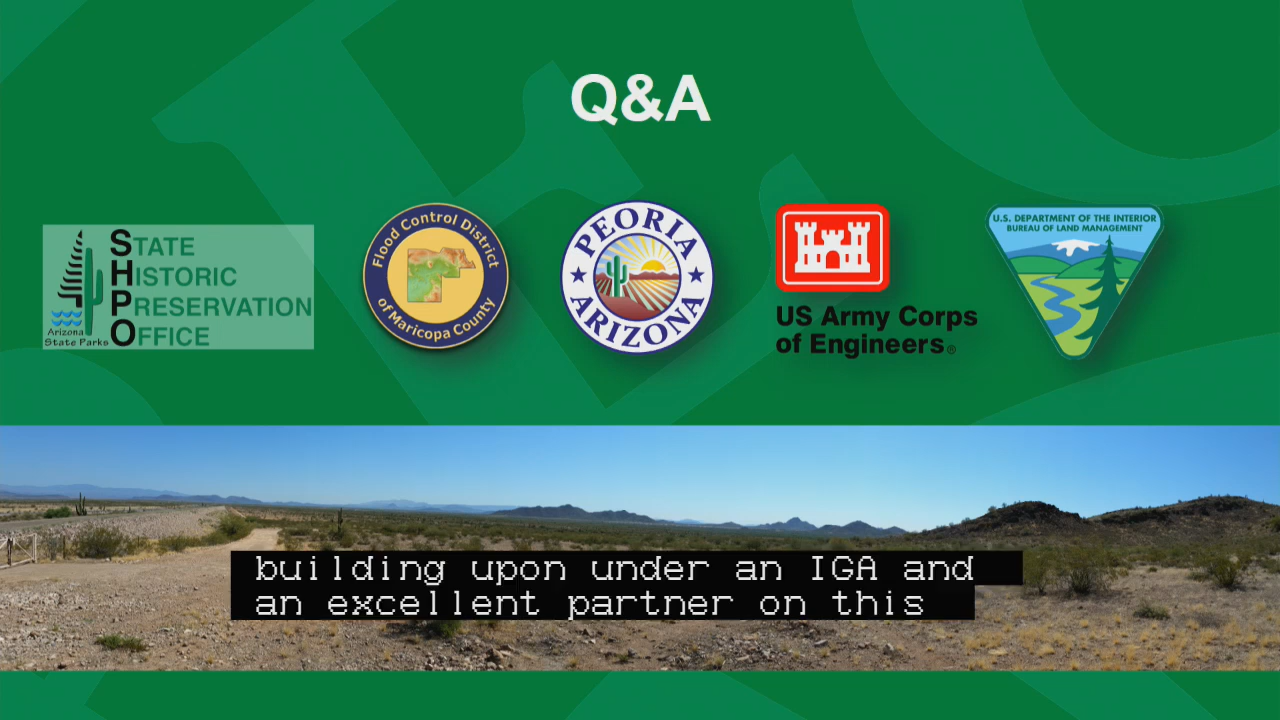 Q&A
STATE
HISTORIC
PRESERVATION
OFFICE
Arizona
State Parks
Flood Control District
of Maricopa County
PEORIA
ARIZONA
US Army Corps
of Engineers®
U.S. DEPARTMENT OF THE INTERIOR
BUREAU OF LAND MANAGEMENT
building upon under an IGA and
an excellent partner on this